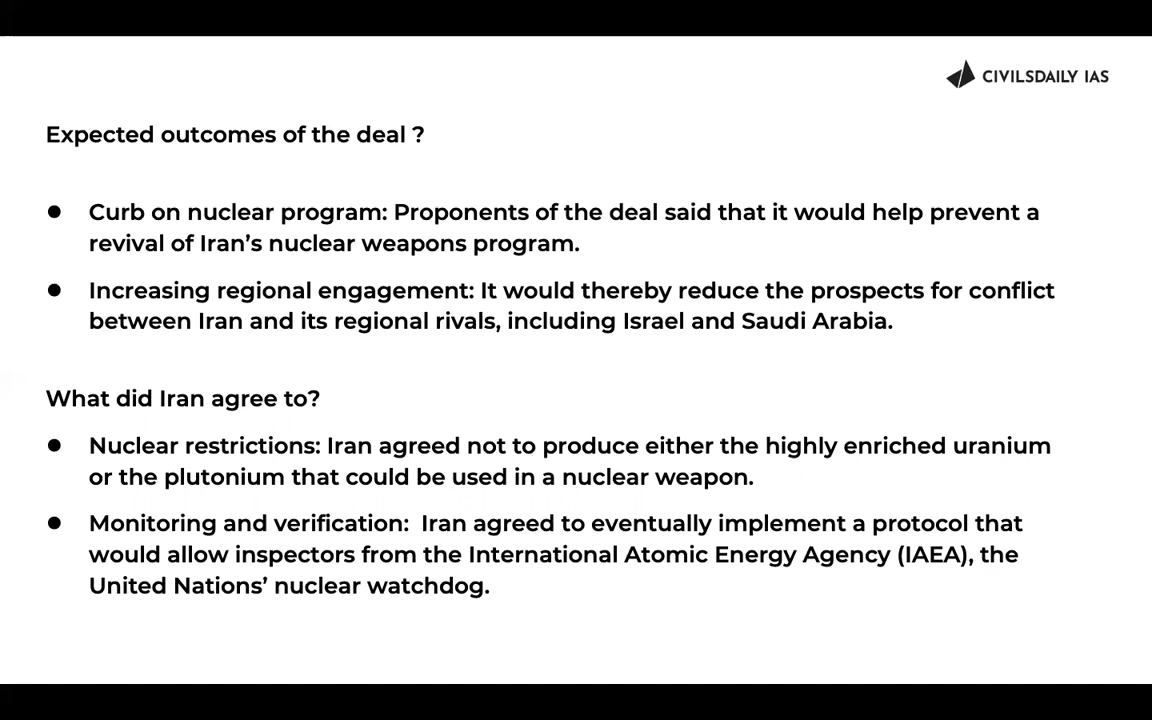 CIVILSDAILY IAS
Expected outcomes of the deal ?
● Curb on nuclear program: Proponents of the deal said that it would help prevent a
revival of Iran’s nuclear weapons program.
● Increasing regional engagement: It would thereby reduce the prospects for conflict
between Iran and its regional rivals, including Israel and Saudi Arabia.
What did Iran agree to?
● Nuclear restrictions: Iran agreed not to produce either the highly enriched uranium
or the plutonium that could be used in a nuclear weapon.
● Monitoring and verification:  Iran agreed to eventually implement a protocol that
would allow inspectors from the International Atomic Energy Agency (IAEA), the
United Nations’ nuclear watchdog.